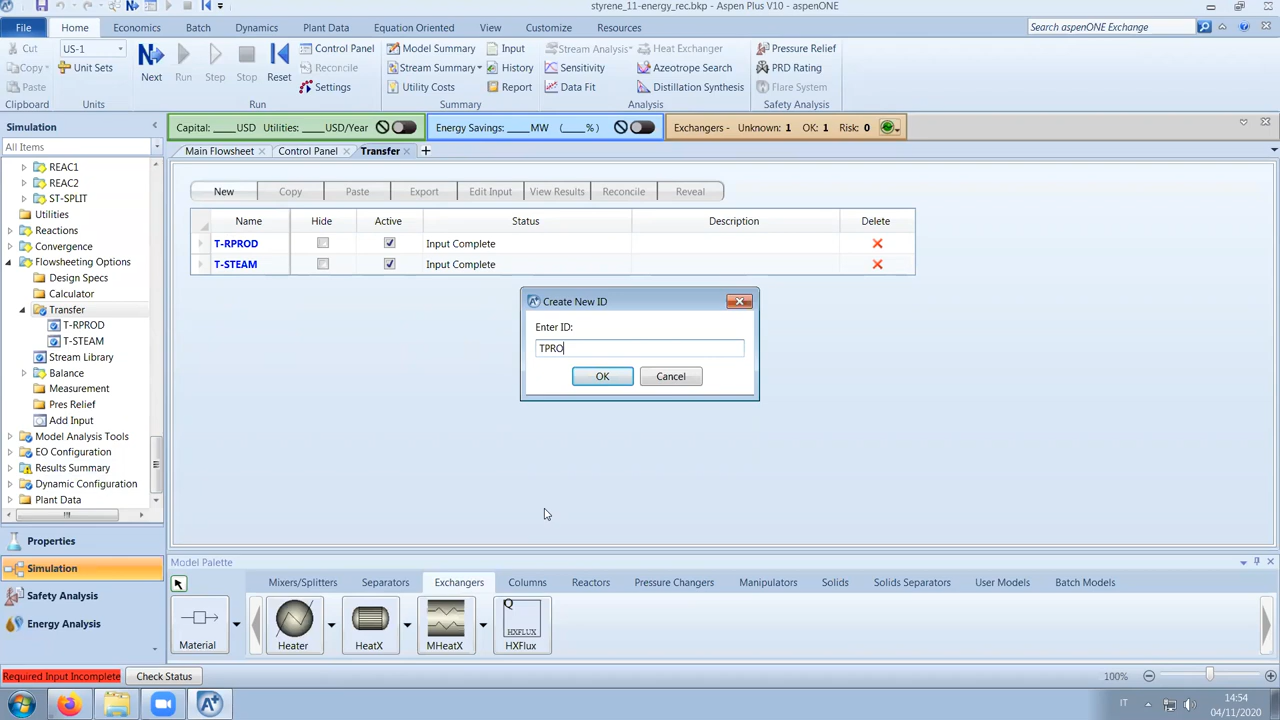 styrene_11-energy_rec.bkp - Aspen Plus V10 - aspenONE
File Home Economics Batch Dynamics Plant Data Equation Oriented View Customize Resources Search aspenONE Exchange
Cut US-1 Control Panel Model Summary Input Stream Analysis Heat Exchanger Pressure Relief
Copy Unit Sets Next Run Step Stop Reset Reconcile Stream Summary History Sensitivity Azeotrope Search PRD Rating
Paste Settings Utility Costs Report Data Fit Distillation Synthesis Flare System
Clipboard Units Run Summary Analysis Safety Analysis
Simulation
All Items
Capital: ____USD Utilities: ____USD/Year Energy Savings: ____MW (____%) Exchangers - Unknown: 1 OK: 1 Risk: 0
Main Flowsheet Control Panel Transfer
REAC1
REAC2
ST-SPLIT
Utilities
Reactions
Convergence
Flowsheeting Options
Design Specs
Calculator
Transfer
T-RPROD
T-STEAM
Stream Library
Balance
Measurement
Pres Relief
Add Input
Model Analysis Tools
EO Configuration
Results Summary
Dynamic Configuration
Plant Data
Properties
Simulation
Safety Analysis
Energy Analysis
New Copy Paste Export Edit Input View Results Reconcile Reveal
Name Hide Active Status Description Delete
T-RPROD Input Complete
T-STEAM Input Complete
Create New ID
Enter ID:
TPRO
OK Cancel
Model Palette
Mixers/Splitters Separators Exchangers Columns Reactors Pressure Changers Manipulators Solids Solids Separators User Models Batch Models
Q
HXFLUX
Material Heater HeatX MHeatX HXFlux
Required Input Incomplete Check Status 100%
IT 14:54
04/11/2020